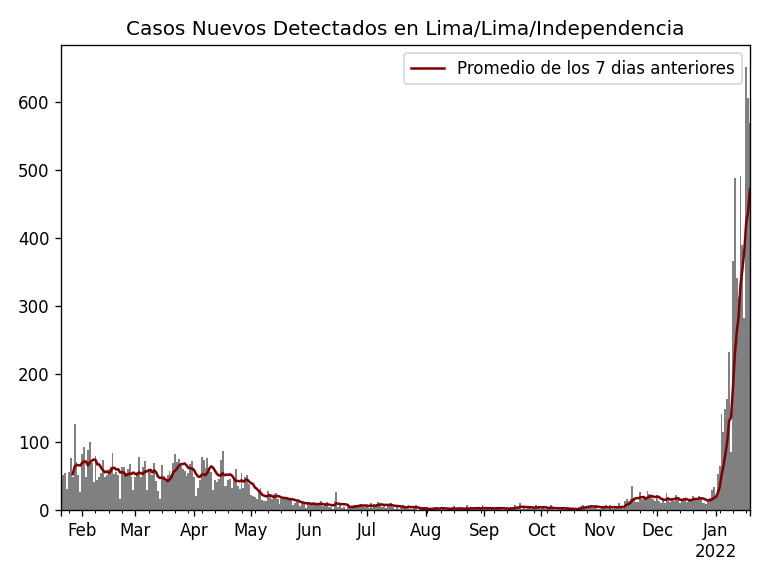 Casos Nuevos Detectados en Lima/Lima/Independencia
Promedio de los 7 dias anteriores
600
500
400
300
200
100
0
Feb Mar Apr May Jun Jul Aug Sep Oct Nov Dec Jan
2022